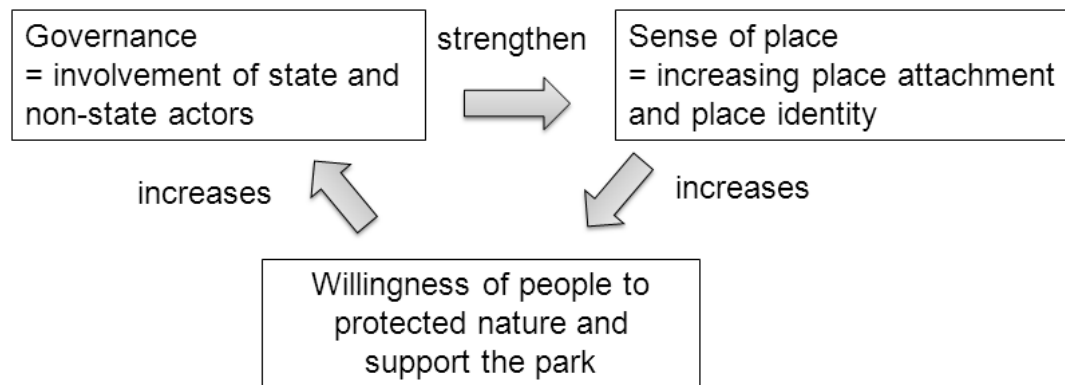 Governance
= involvement of state and
non-state actors
strengthen
Sense of place
= increasing place attachment
and place identity
increases
increases
Willingness of people to
protected nature and
support the park